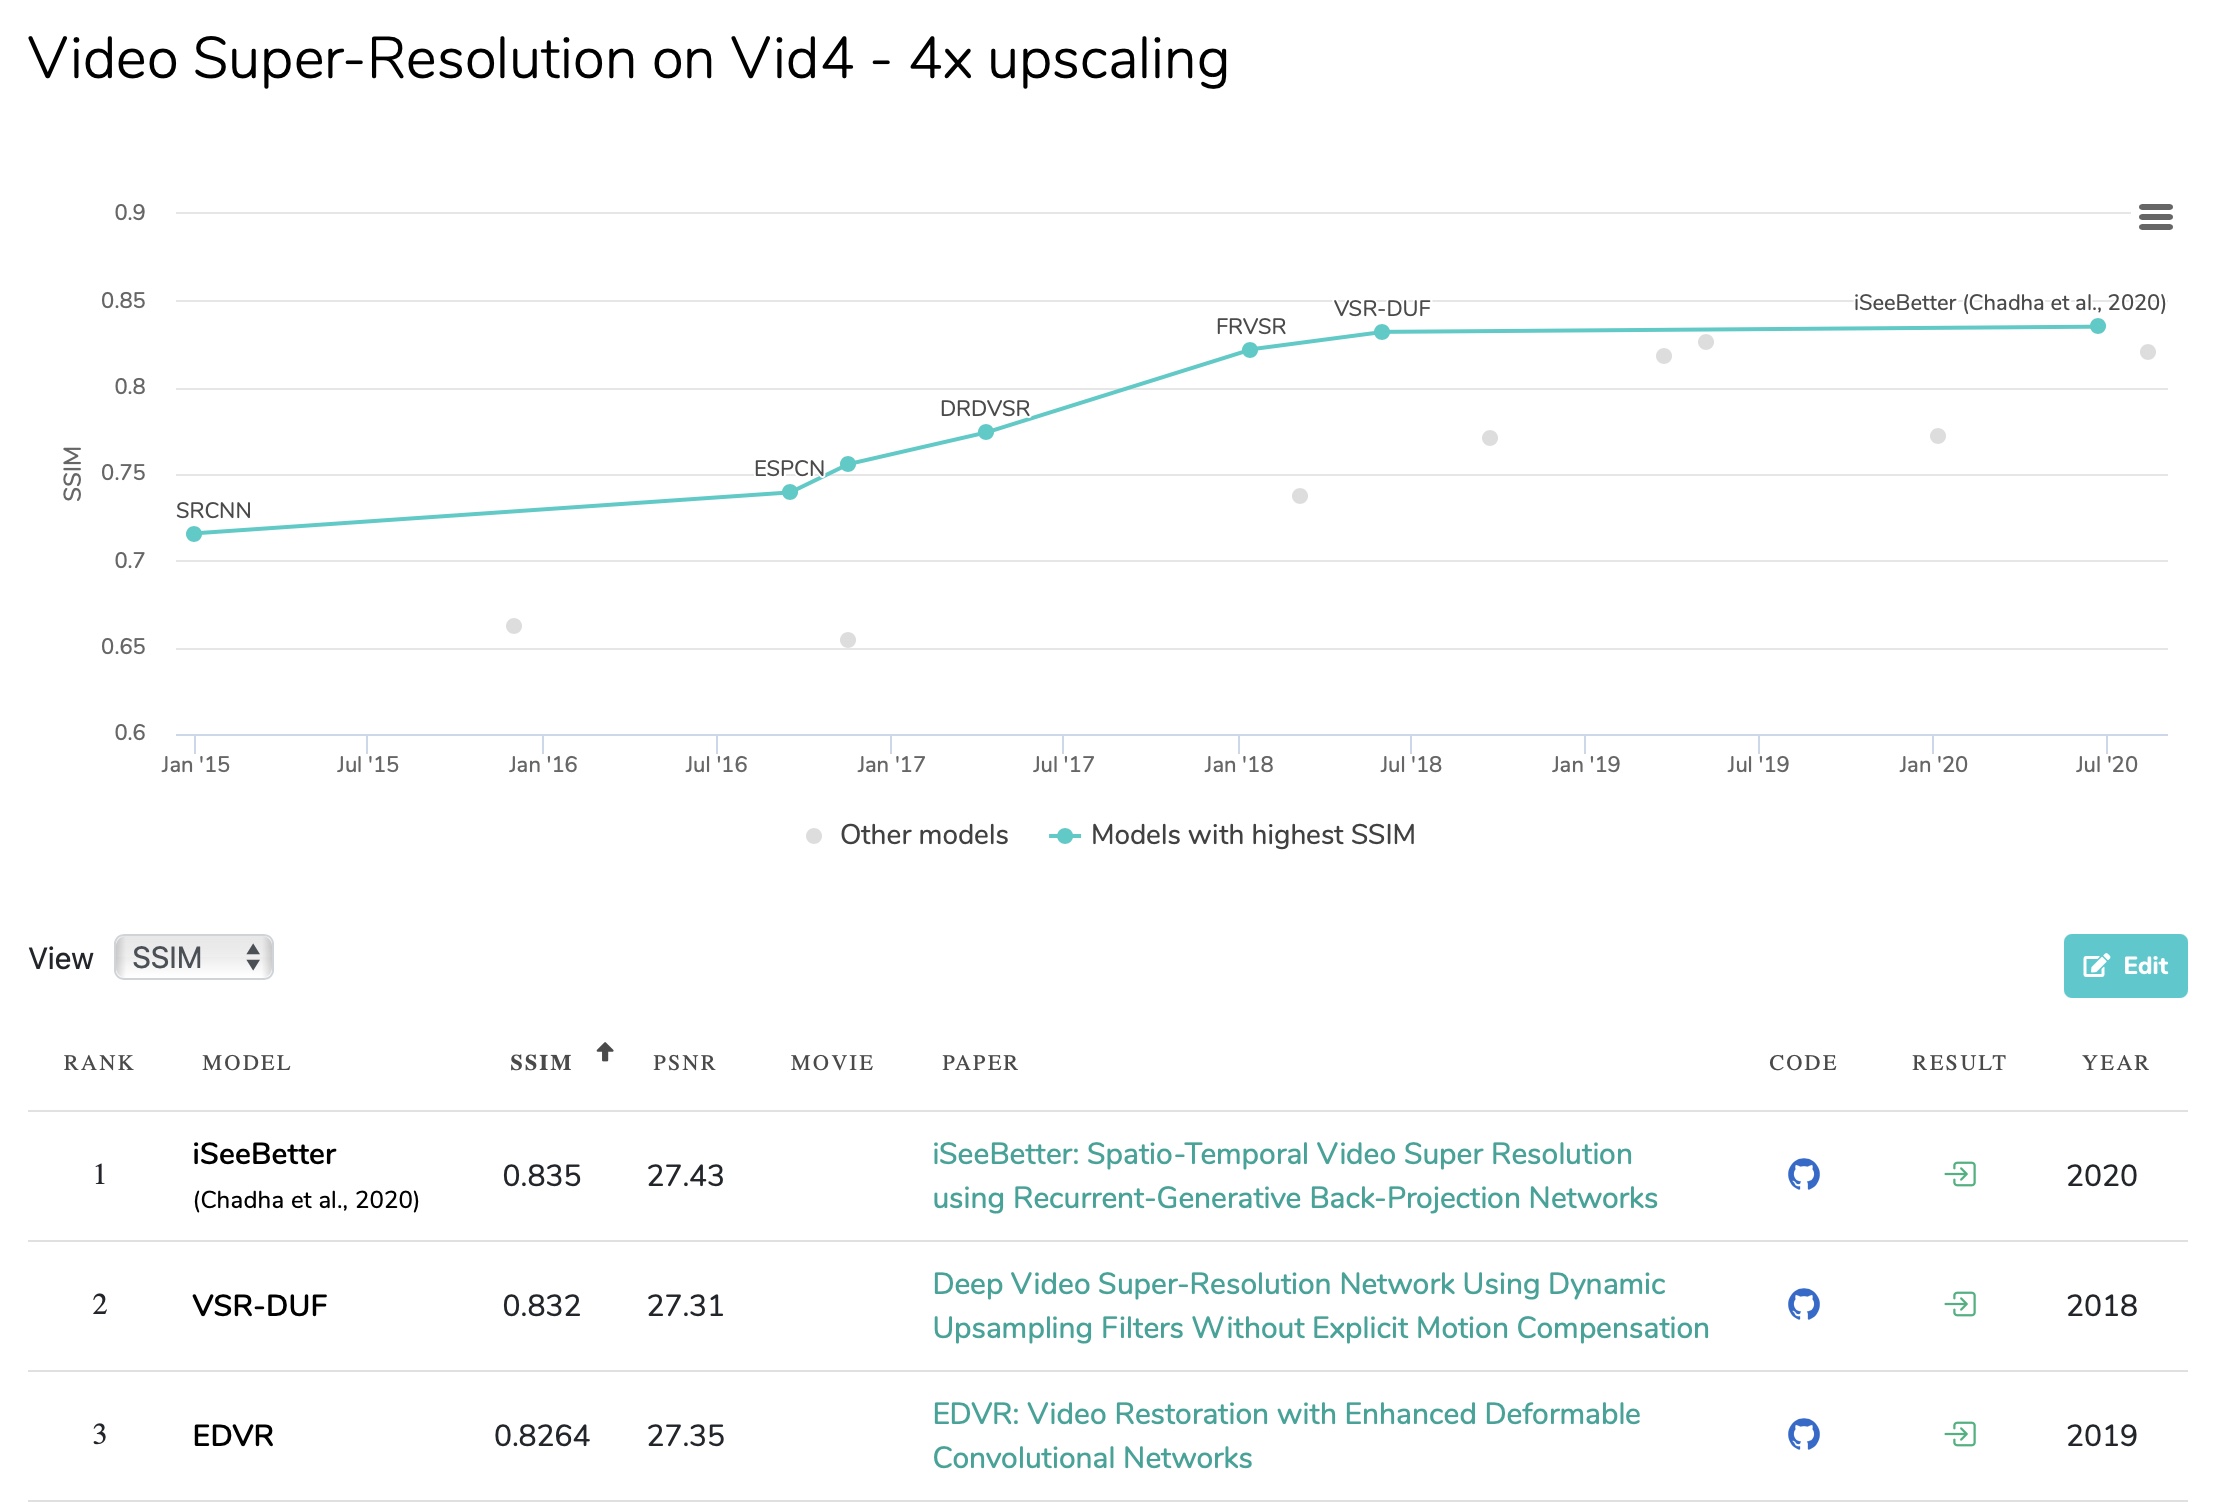 Video Super-Resolution on Vid4 - 4x upscaling
0.9
0.85
0.8
0.75
0.7
0.65
0.6
SSIM
SRCNN
ESPCN
DRDVSR
FRVSR
VSR-DUF
iSeeBetter (Chadha et al., 2020)
Jan '15
Jul '15
Jan '16
Jul '16
Jan '17
Jul '17
Jan '18
Jul '18
Jan '19
Jul '19
Jan '20
Jul '20
Other models
Models with highest SSIM
View
SSIM
Edit
RANK MODEL SSIM PSNR MOVIE PAPER CODE RESULT YEAR
1 iSeeBetter (Chadha et al., 2020) 0.835 27.43
iSeeBetter: Spatio-Temporal Video Super Resolution
using Recurrent-Generative Back-Projection Networks
2020
2 VSR-DUF 0.832 27.31
Deep Video Super-Resolution Network Using Dynamic
Upsampling Filters Without Explicit Motion Compensation
2018
3 EDVR 0.8264 27.35
EDVR: Video Restoration with Enhanced Deformable
Convolutional Networks
2019